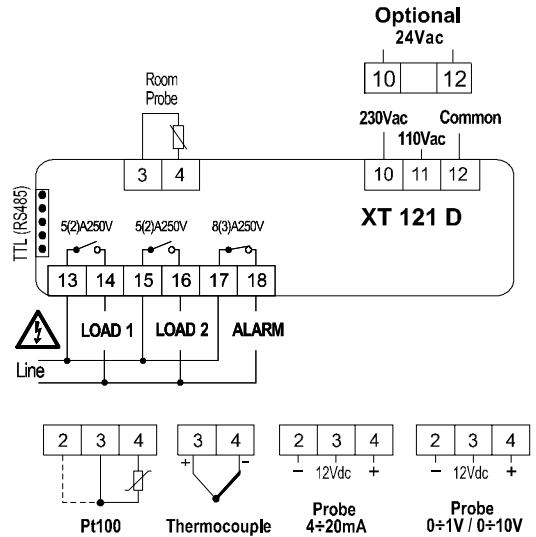 Optional
24Vac
10 12
Room
Probe
230Vac Common
110Vac
3 4
10 11 12
XT 121 D
TTL (RS485)
5(2)A250V 5(2)A250V 8(3)A250V
13 14 15 16 17 18
LOAD 1 LOAD 2 ALARM
Line
2 3 4
Pt100
3 4
+ -
Thermocouple
2 3 4
- 12Vdc +
Probe
4÷20mA
2 3 4
- 12Vdc +
Probe
0÷1V / 0÷10V